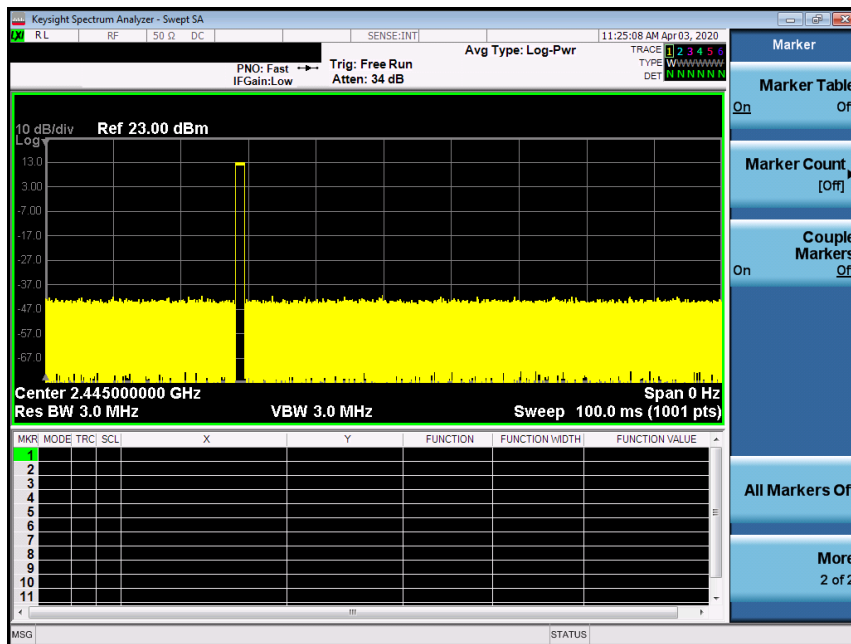 Keysight Spectrum Analyzer - Swept SA
LXI RL RF 50 Ω DC SENSE:INT 11:25:08 AM Apr 03, 2020
Marker
Avg Type: Log-Pwr
TRACE 1 2 3 4 5 6
PNO: Fast Trig: Free Run
TYPE WWWWWW
IFGain:Low Atten: 34 dB
DET N N N N N N
Marker Table
On Of
10 dB/div Ref 23.00 dBm
Log
13.0
3.00
-7.00
-17.0
-27.0
-37.0
-47.0
-57.0
-67.0
Marker Count
[Off]
Couple
Markers
On Of
Center 2.445000000 GHz Span 0 Hz
Res BW 3.0 MHz VBW 3.0 MHz Sweep 100.0 ms (1001 pts)
MKR MODE TRC SCL X Y FUNCTION FUNCTION WIDTH FUNCTION VALUE
1
2
3
4
5
6
7
8
9
10
11
All Markers Of
More
2 of 2
MSG STATUS